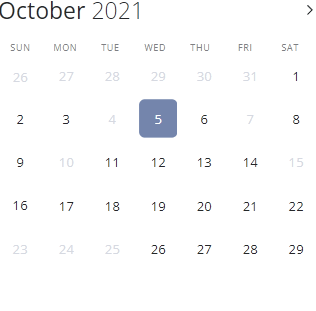 October 2021
SUN MON TUE WED THU FRI SAT
26 27 28 29 30 31 1
2 3 4 5 6 7 8
9 10 11 12 13 14 15
16 17 18 19 20 21 22
23 24 25 26 27 28 29